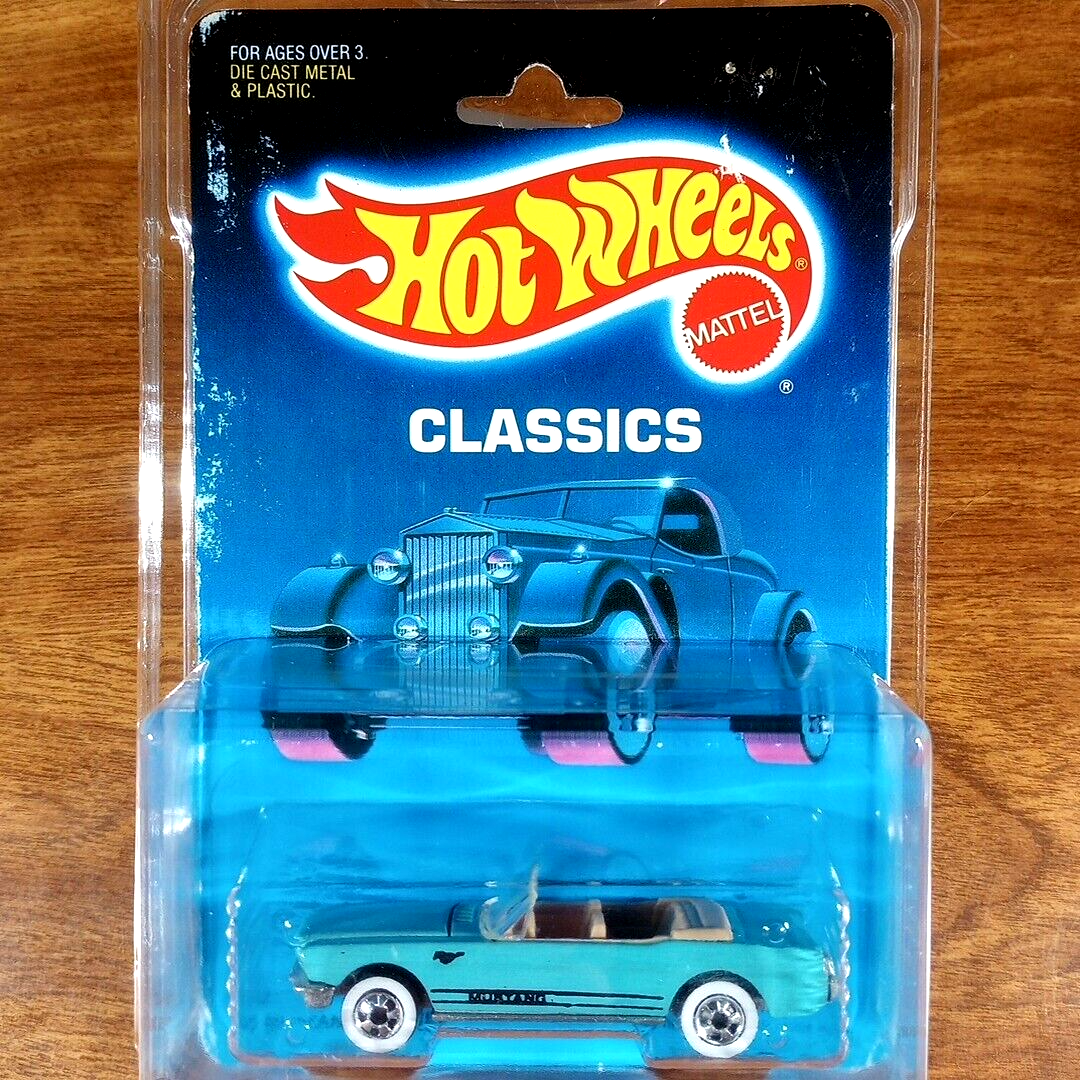 FOR AGES OVER 3.
DIE CAST METAL
& PLASTIC.
HOT WHEELS®
MATTEL
®
CLASSICS
MUSTANG